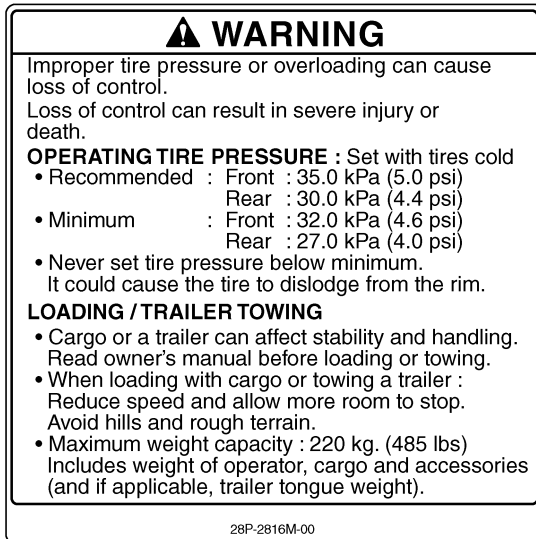 WARNING
Improper tire pressure or overloading can cause
loss of control.
Loss of control can result in severe injury or
death.
OPERATING TIRE PRESSURE : Set with tires cold
• Recommended : Front : 35.0 kPa (5.0 psi)
Rear : 30.0 kPa (4.4 psi)
• Minimum : Front : 32.0 kPa (4.6 psi)
Rear : 27.0 kPa (4.0 psi)
• Never set tire pressure below minimum.
It could cause the tire to dislodge from the rim.
LOADING / TRAILER TOWING
• Cargo or a trailer can affect stability and handling.
Read owner's manual before loading or towing.
• When loading with cargo or towing a trailer :
Reduce speed and allow more room to stop.
Avoid hills and rough terrain.
• Maximum weight capacity : 220 kg. (485 lbs)
Includes weight of operator, cargo and accessories
(and if applicable, trailer tongue weight).
28P-2816M-00